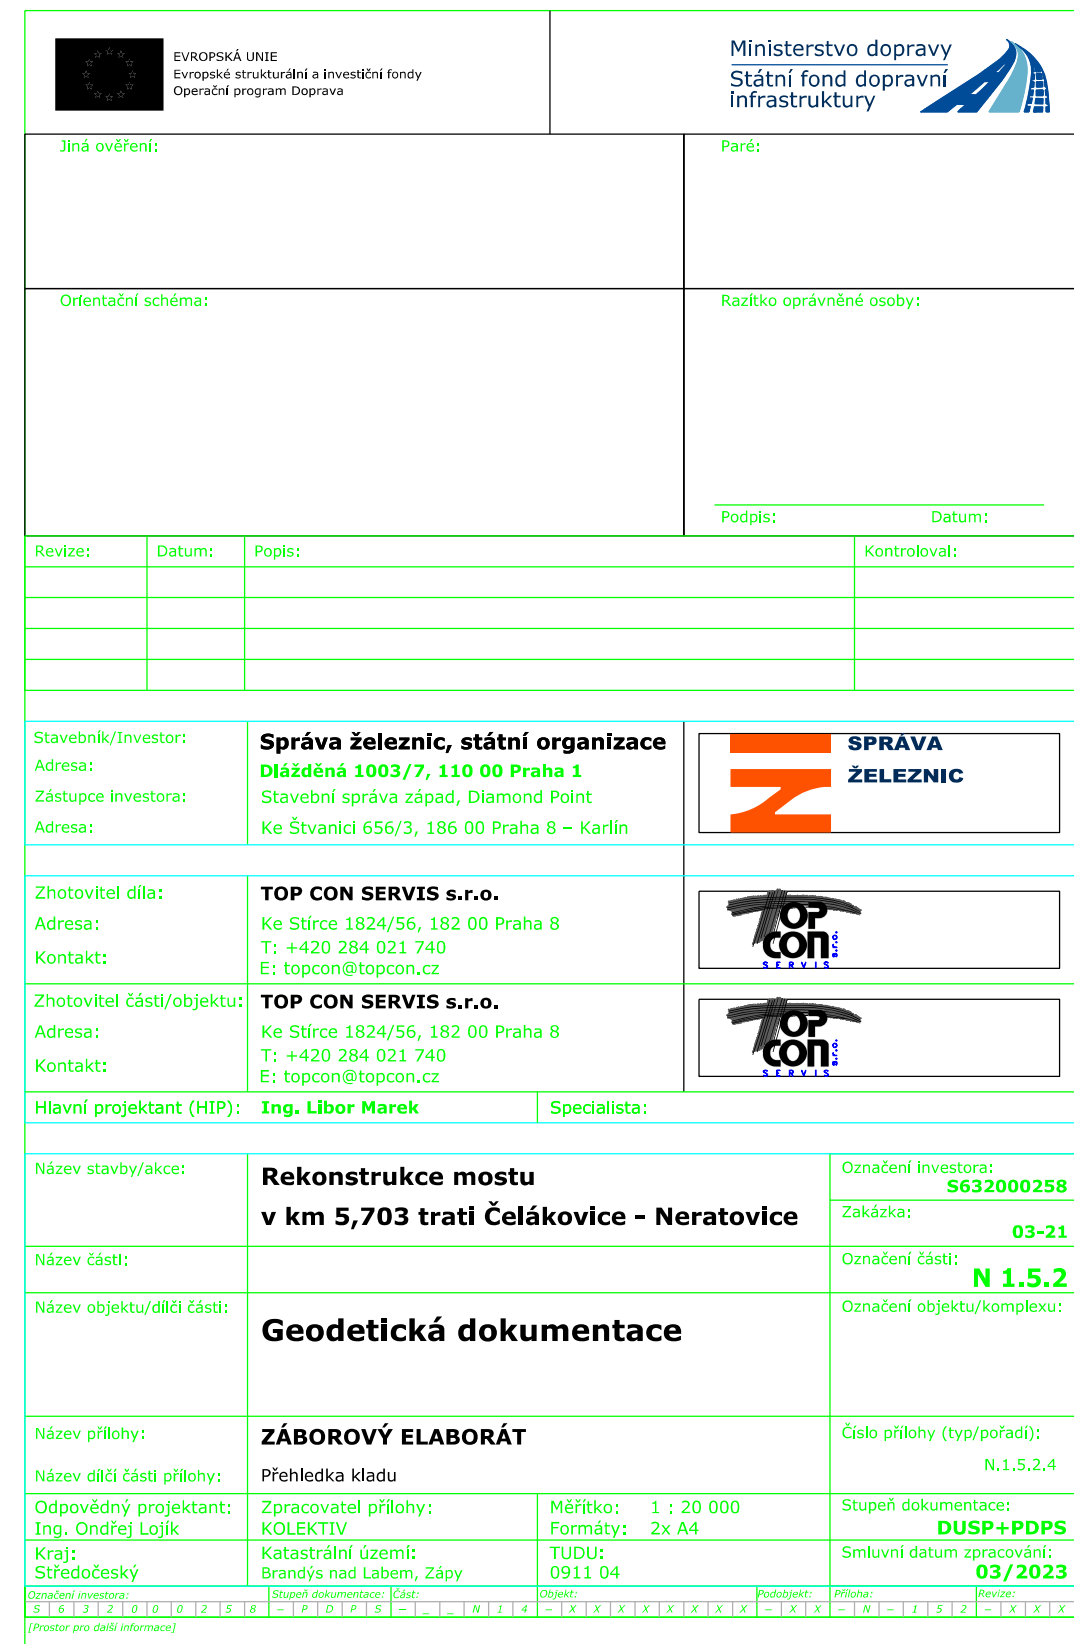 EVROPSKÁ UNIE
Evropské strukturální a investiční fondy
Operační program Doprava
Ministerstvo dopravy
Státní fond dopravní
infrastruktury
Jiná ověření:
Paré:
Orientační schéma:
Razítko oprávněné osoby:
Podpis: Datum:
Revize: Datum: Popis: Kontroloval:
Stavebník/Investor: Správa železnic, státní organizace
Adresa: Dlážděná 1003/7, 110 00 Praha 1
Zástupce investora: Stavební správa západ, Diamond Point
Adresa: Ke Štvanici 656/3, 186 00 Praha 8 – Karlín
SPRÁVA
ŽELEZNIC
Zhotovitel díla: TOP CON SERVIS s.r.o.
Adresa: Ke Stírce 1824/56, 182 00 Praha 8
Kontakt: T: +420 284 021 740
E: topcon@topcon.cz
TOP
CON s.r.o.
SERVIS
Zhotovitel části/objektu: TOP CON SERVIS s.r.o.
Adresa: Ke Stírce 1824/56, 182 00 Praha 8
Kontakt: T: +420 284 021 740
E: topcon@topcon.cz
TOP
CON s.r.o.
SERVIS
Hlavní projektant (HIP): Ing. Libor Marek Specialista:
Název stavby/akce: Rekonstrukce mostu
v km 5,703 trati Čelákovice – Neratovice
Označení investora:
S632000258
Zakázka:
03-21
Název částí:
Označení části:
N 1.5.2
Název objektu/dílči části: Geodetická dokumentace
Označení objektu/komplexu:
Název přílohy: ZÁBOROVÝ ELABORÁT
Číslo přílohy (typ/pořadí):
N.1.5.2.4
Název dílčí části přílohy: Přehledka kladu
Odpovědný projektant: Zpracovatel přílohy: Měřítko: 1 : 20 000 Stupeň dokumentace:
Ing. Ondřej Lojík KOLEKTIV Formáty: 2x A4 DUSP+PDPS
Kraj: Katastrální území: TUDU: Smluvní datum zpracování:
Středočeský Brandýs nad Labem, Zápy 0911 04 03/2023
Označení investora: Stupeň dokumentace: Část: Objekt: Podobjekt: Příloha: Revize:
S 6 3 2 0 0 0 2 5 8 – P D P S – _ _ N 1 4 – X X X X X X X X – X X – N – 1 5 2 – X X X
[Prostor pro další informace]